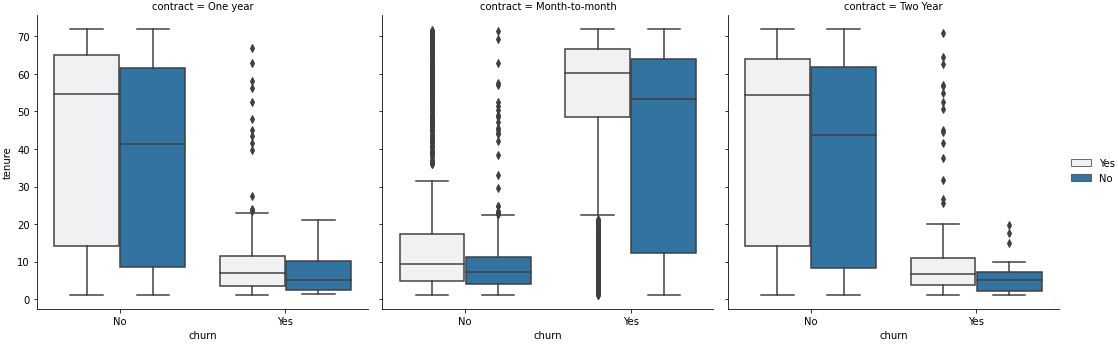 contract = One year
contract = Month-to-month
contract = Two Year
tenure
70
60
50
40
30
20
10
0
No
Yes
churn
No
Yes
churn
No
Yes
churn
Yes
No